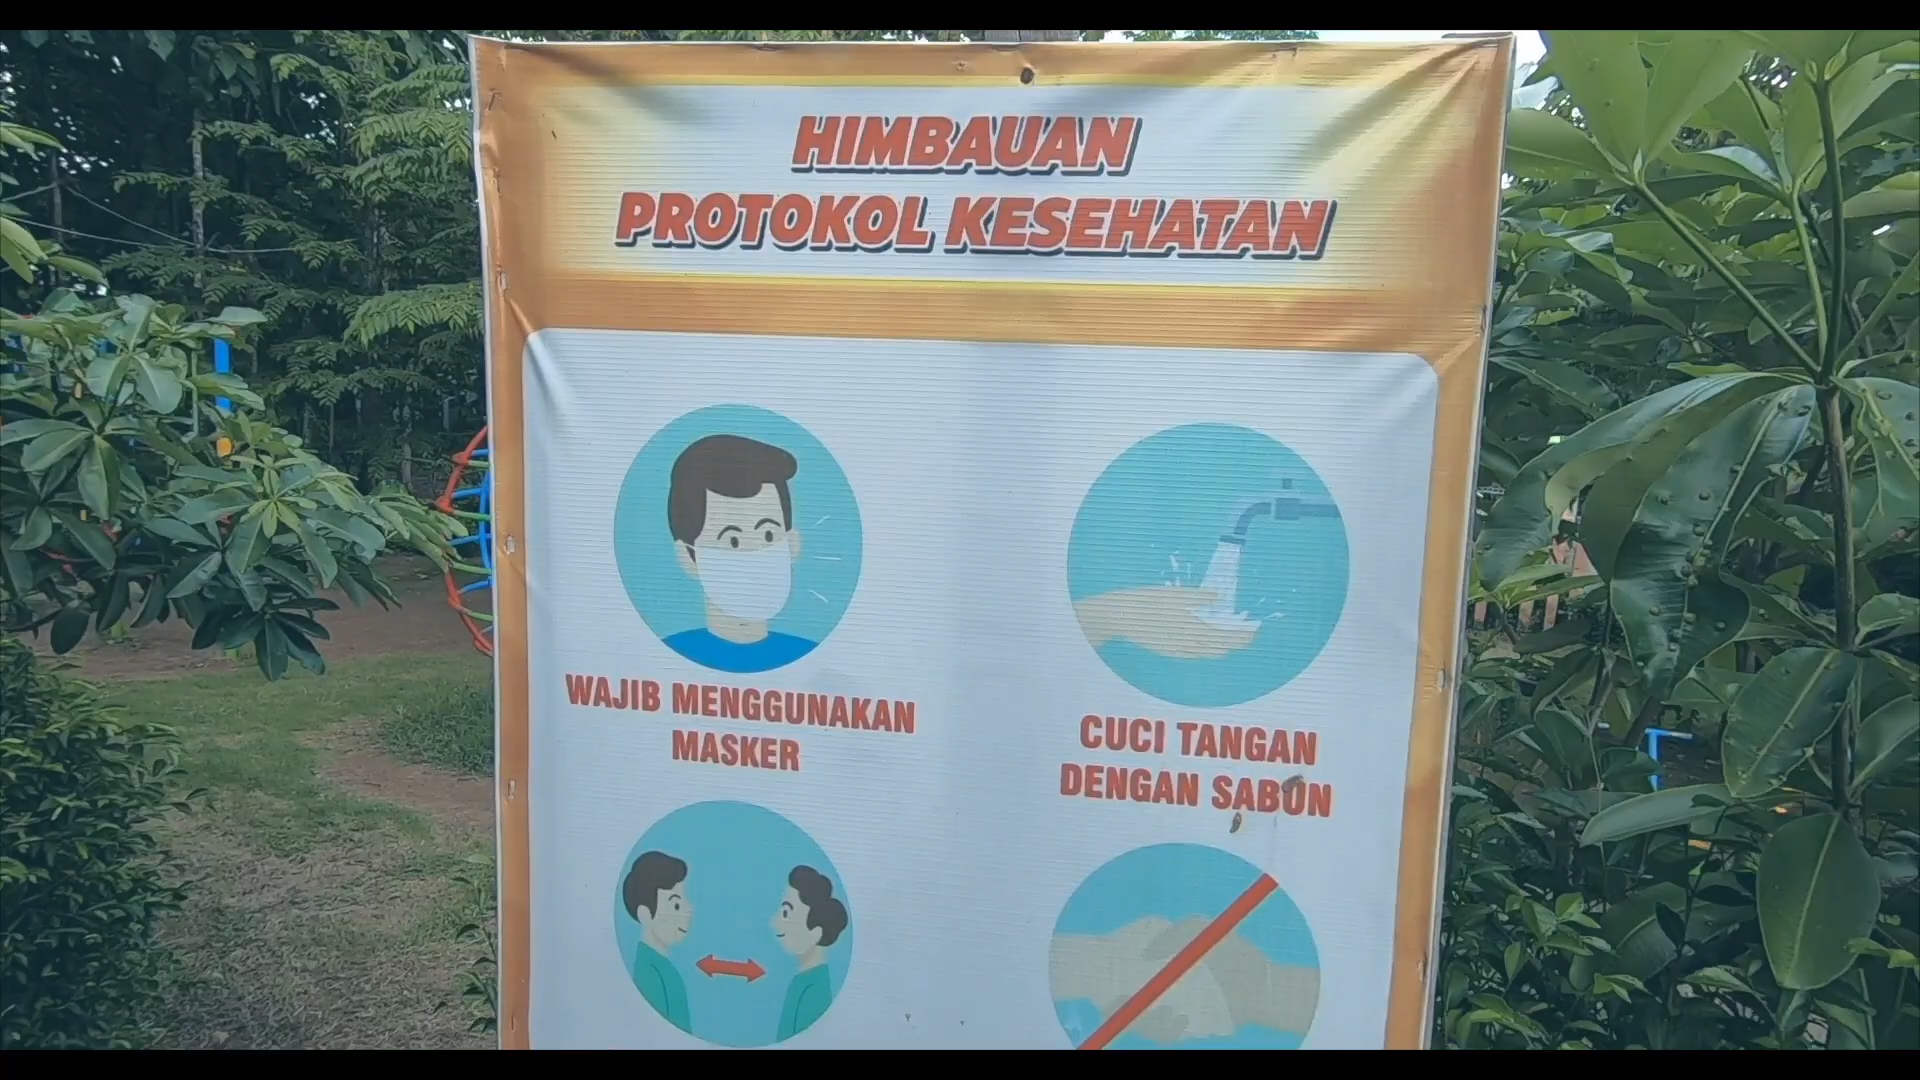 HIMBAUAN
PROTOKOL KESEHATAN
WAJIB MENGGUNAKAN
MASKER
CUCI TANGAN
DENGAN SABUN